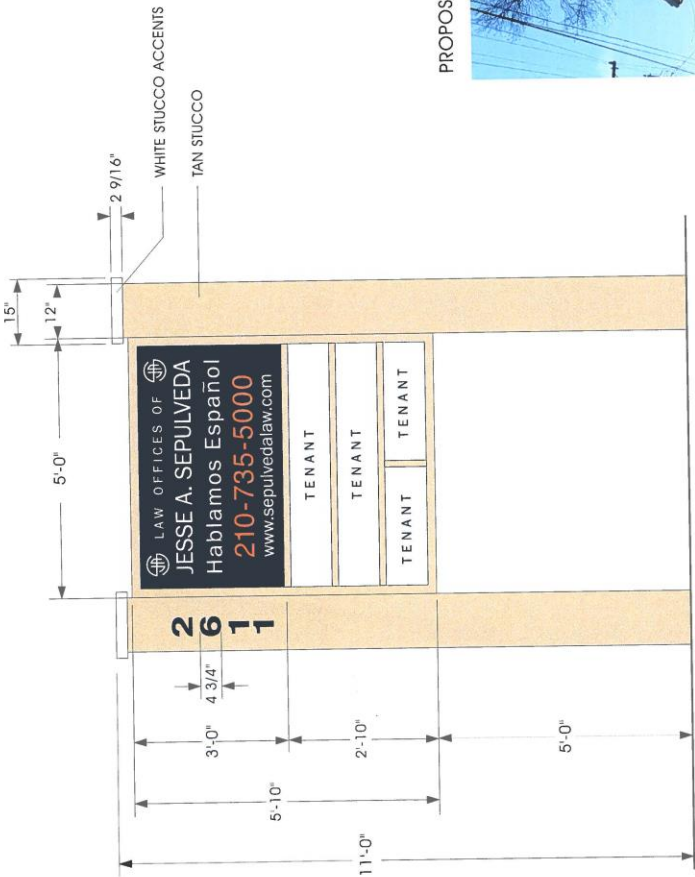 15"
12"
2 9/16"
5'-0"
WHITE STUCCO ACCENTS
TAN STUCCO
LAW OFFICES OF
JESSE A. SEPULVEDA
Hablamos Español
210-735-5000
www.sepulvedalaw.com
TENANT
TENANT
TENANT TENANT
2
6
1
1
4 3/4"
3'-0"
2'-10"
5'-10"
5'-0"
11'-0"
PROPOS